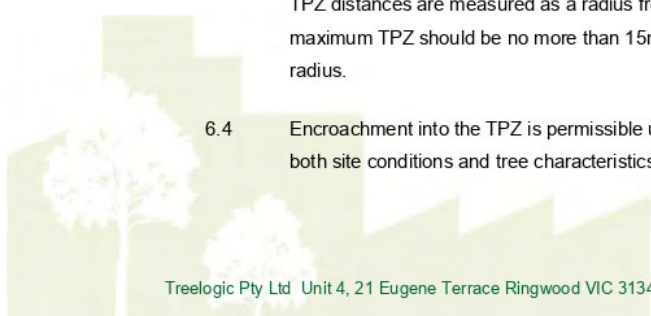 TPZ distances are measured as a radius
maximum TPZ should be no more than 15m
radius.
6.4 Encroachment into the TPZ is permissible
both site conditions and tree characteristics
Treelogic Pty Ltd Unit 4, 21 Eugene Terrace Ringwood VIC 3134